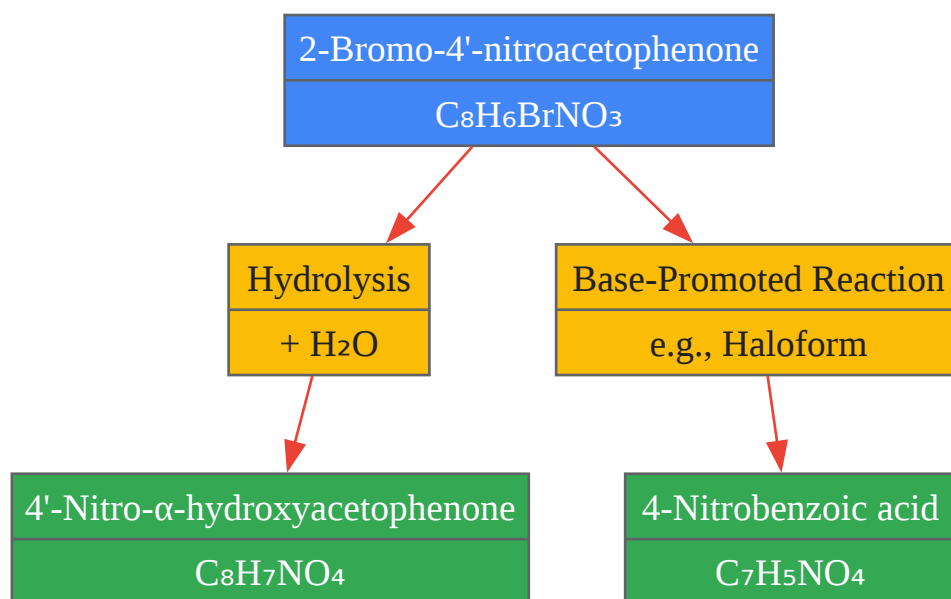 2-Bromo-4'-nitroacetophenone
C₈H₆BrNO₃
Hydrolysis
+ H₂O
Base-Promoted Reaction
e.g., Haloform
4'-Nitro-α-hydroxyacetophenone
C₈H₇NO₄
4-Nitrobenzoic acid
C₇H₅NO₄